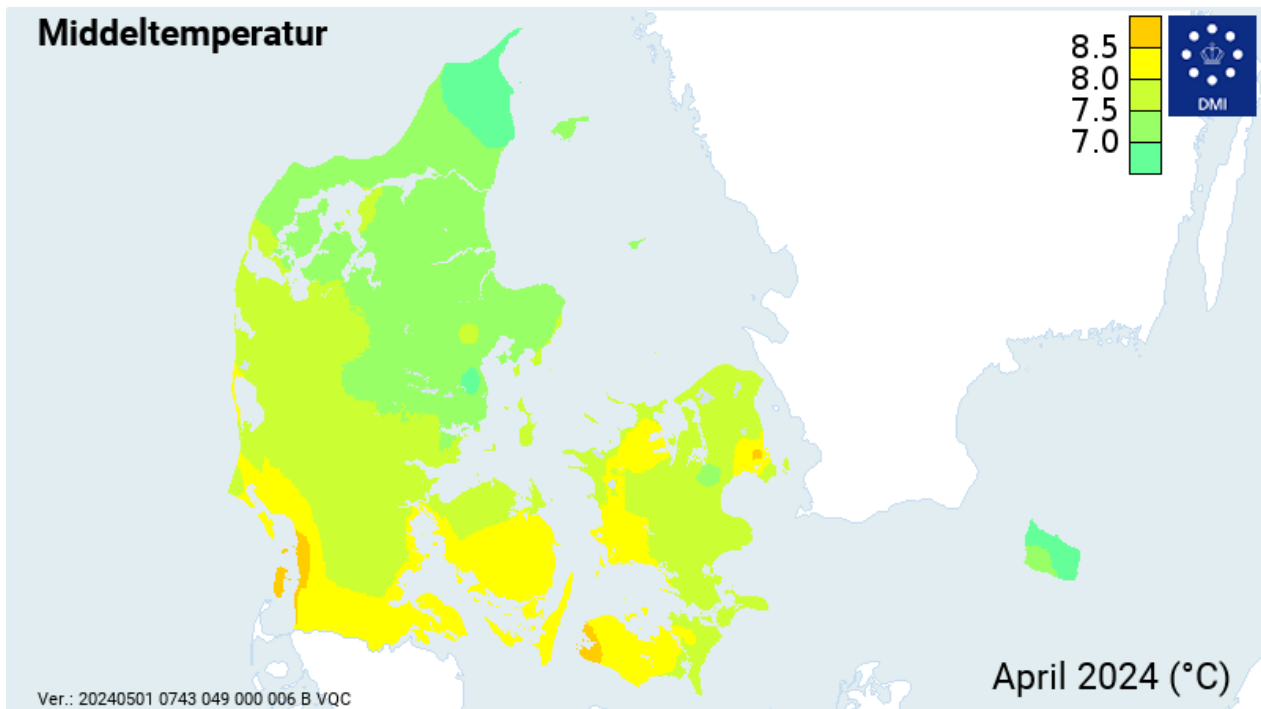 Middeltemperatur
8.5
8.0
7.5
7.0
DMI
April 2024 (°C)
Ver.: 20240501 0743 049 000 006 B VQC